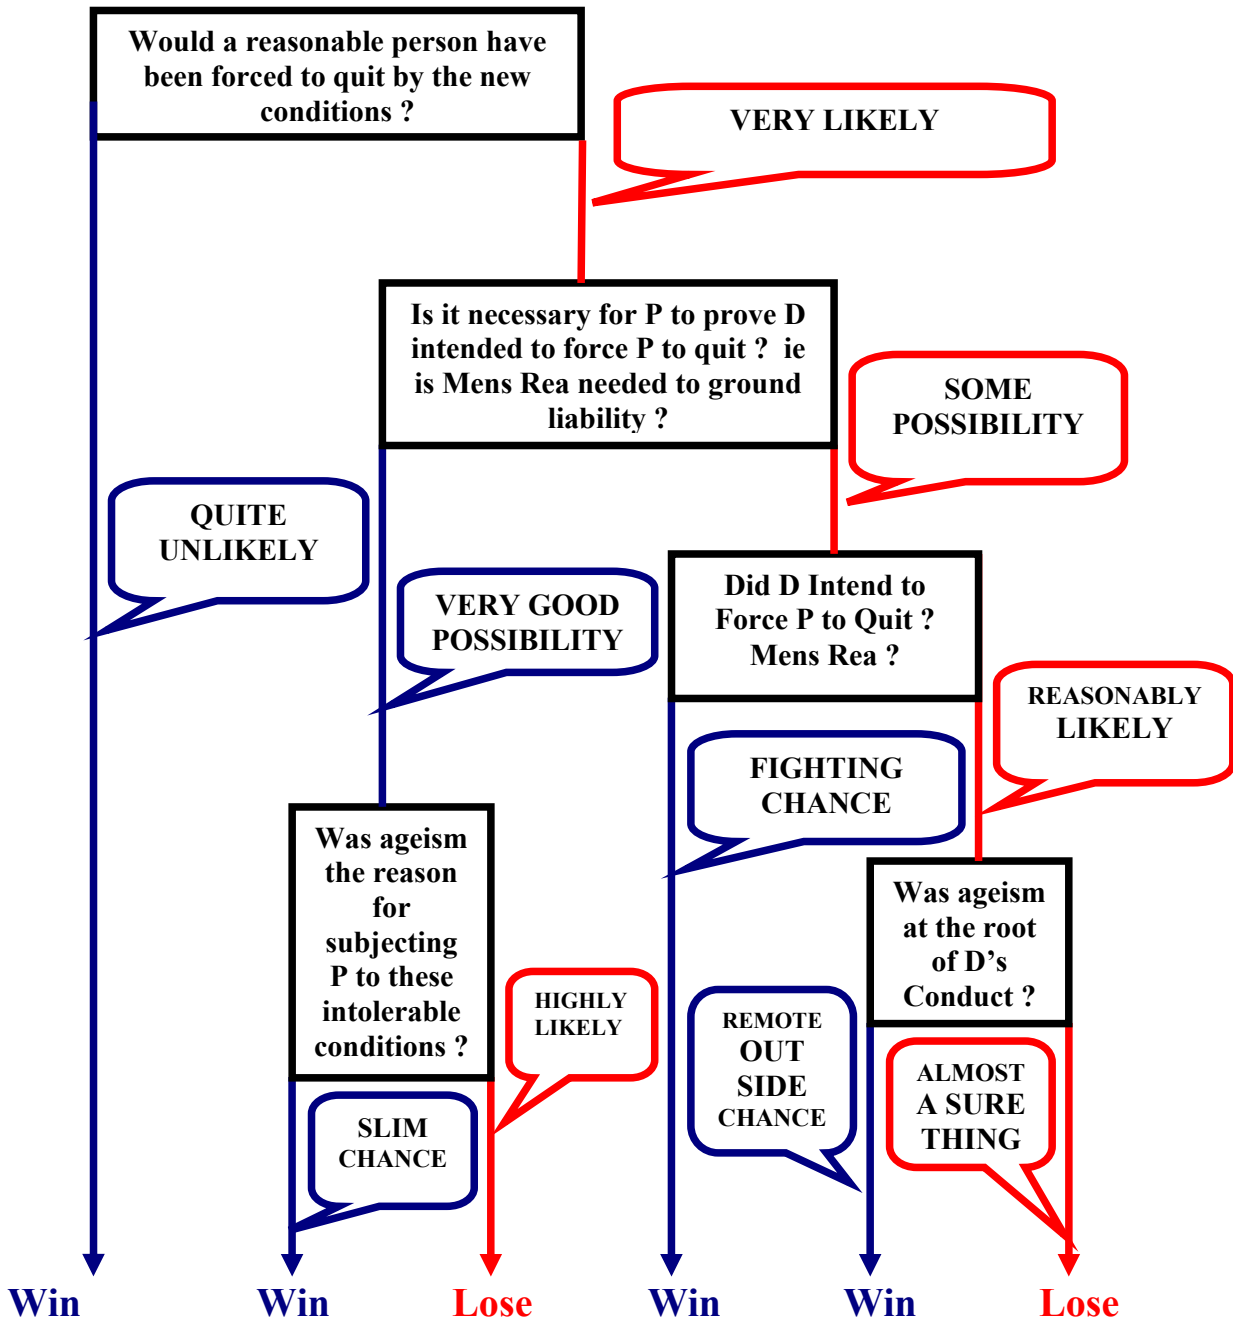 Would a reasonable person have
been forced to quit by the new
conditions ?
VERY LIKELY
Is it necessary for P to prove D
intended to force P to quit ?  ie
is Mens Rea needed to ground
liability ?
SOME
POSSIBILITY
QUITE
UNLIKELY
VERY GOOD
POSSIBILITY
Did D Intend to
Force P to Quit ?
Mens Rea ?
REASONABLY
LIKELY
FIGHTING
CHANCE
Was ageism
the reason
for
subjecting
P to these
intolerable
conditions ?
Was ageism
at the root
of D’s
Conduct ?
HIGHLY
LIKELY
REMOTE
OUT
SIDE
CHANCE
ALMOST
A SURE
THING
SLIM
CHANCE
Win
Win
Lose
Win
Win
Lose